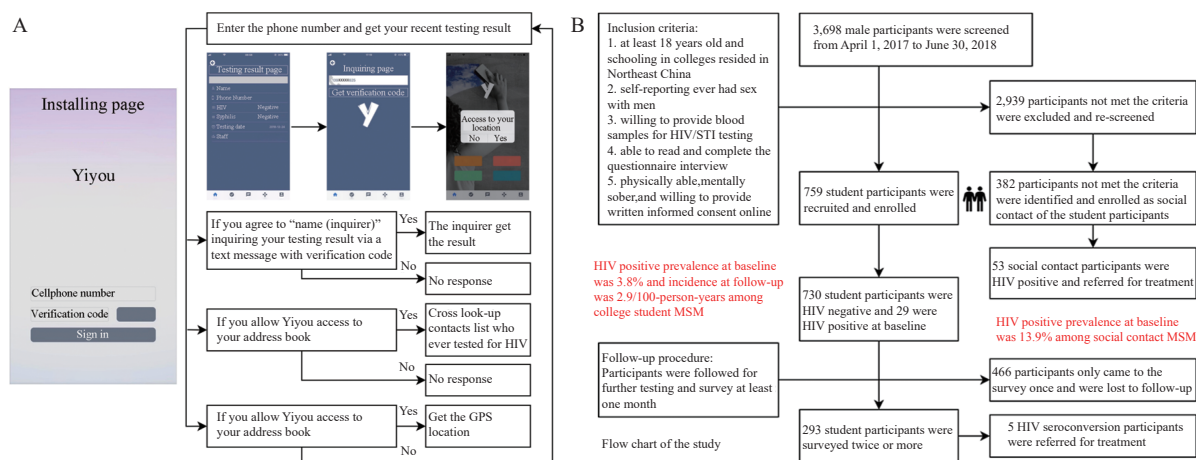 A
Enter the phone number and get your recent testing result
Installing page
Yiyou
Cellphone number
Verification code
Sign in
Testing result page
Name
Phone Number
HIV Negative
Syphilis Negative
Testing date
Staff
Inquiring page
Get verification code
Access to your
location
No Yes
If you agree to “name (inquirer)”
inquiring your testing result via a
text message with verification code
Yes
The inquirer get
the result
No
No response
If you allow Yiyou access to
your address book
Yes
Cross look-up
contacts list who
ever tested for HIV
No
No response
If you allow Yiyou access to
your address book
Yes
Get the GPS
location
No
B
Inclusion criteria:
1. at least 18 years old and
schooling in colleges resided in
Northeast China
2. self-reporting ever had sex
with men
3. willing to provide blood
samples for HIV/STI testing
4. able to read and complete the
questionnaire interview
5. physically able,mentally
sober,and willing to provide
written informed consent online
3,698 male participants were screened
from April 1, 2017 to June 30, 2018
2,939 participants not met the criteria
were excluded and re-screened
759 student participants were
recruited and enrolled
382 participants not met the criteria
were identified and enrolled as social
contact of the student participants
HIV positive prevalence at baseline
was 3.8% and incidence at follow-up
was 2.9/100-person-years among
college student MSM
730 student participants were
HIV negative and 29 were
HIV positive at baseline
53 social contact participants were
HIV positive and referred for treatment
HIV positive prevalence at baseline
was 13.9% among social contact MSM
Follow-up procedure:
Participants were followed for
further testing and survey at least
one month
466 participants only came to the
survey once and were lost to follow-up
Flow chart of the study
293 student participants were
surveyed twice or more
5 HIV seroconversion participants
were referred for treatment